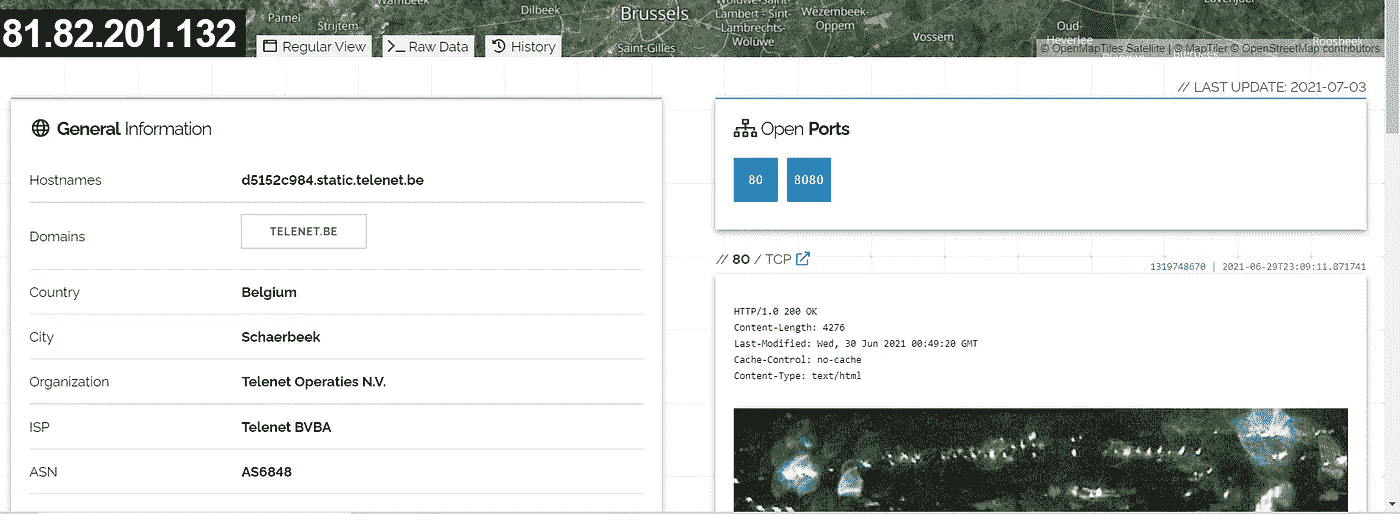 Pamel
Strijtem
Dilbeek
Brussels
Lambert - Sint-
Lambrechts-
Woluwe
Wezembeek-
Oppem
Vossem
Oud-
Heverlee
Saint-Gilles
81.82.201.132
Regular View
Raw Data
History
© OpenMapTiles Satellite | © MapTiler © OpenStreetMap contributors
// LAST UPDATE: 2021-07-03
General Information
Hostnames d5152c984.static.telenet.be
Domains TELENET.BE
Country Belgium
City Schaerbeek
Organization Telenet Operaties N.V.
ISP Telenet BVBA
ASN AS6848
Open Ports
80 8080
// 80 / TCP
1319748670 | 2021-06-29T23:09:11.871741
HTTP/1.0 200 OK
Content-Length: 4276
Last-Modified: Wed, 30 Jun 2021 00:49:20 GMT
Cache-Control: no-cache
Content-Type: text/html